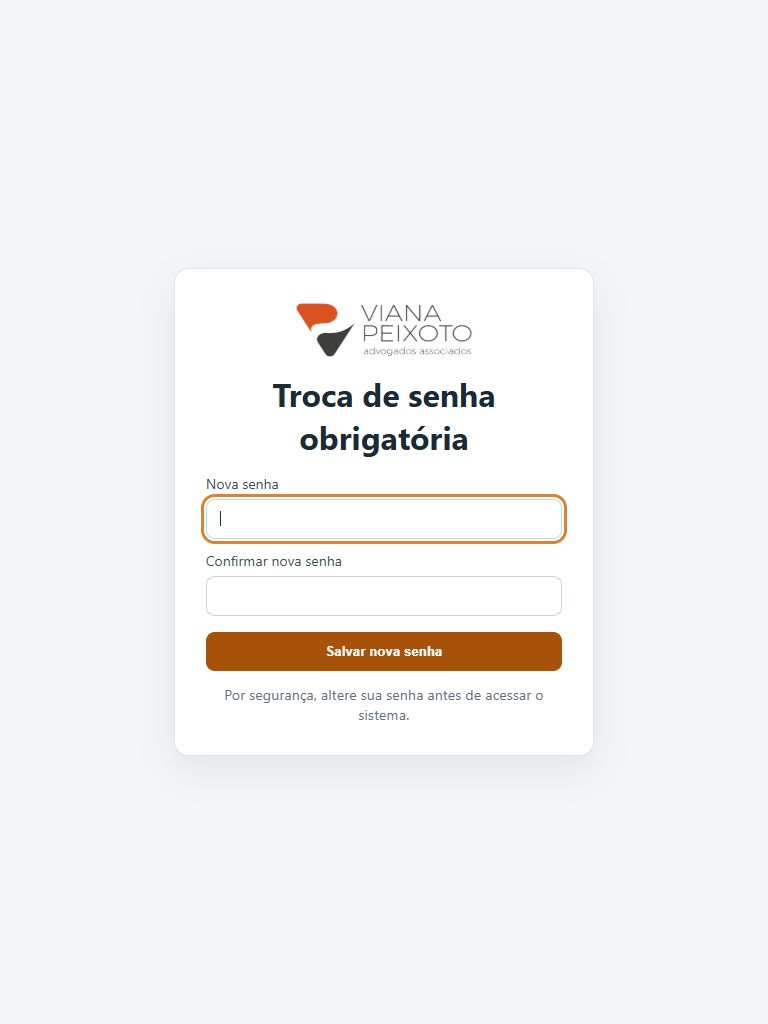 VIANA
PEIXOTO
advogados associados
Troca de senha
obrigatória
Nova senha
Confirmar nova senha
Salvar nova senha
Por segurança, altere sua senha antes de acessar o
sistema.